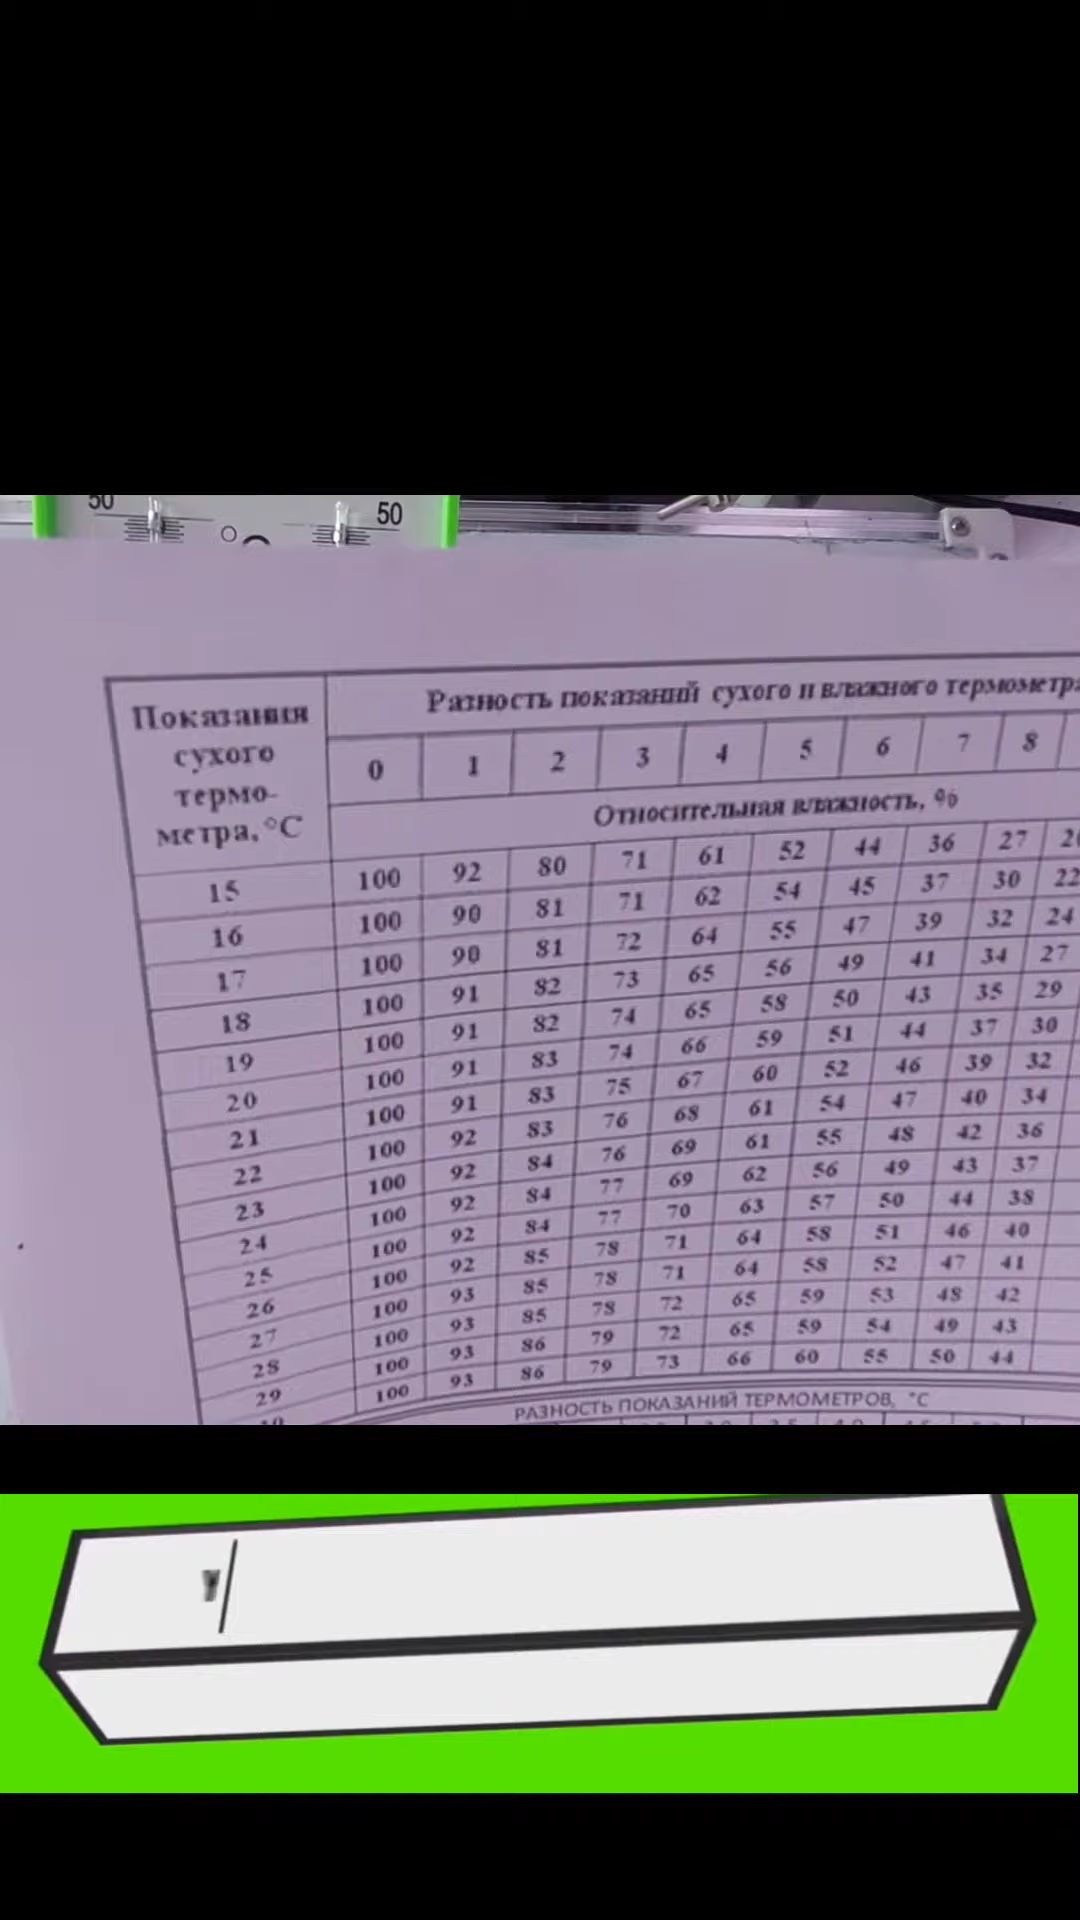 50 50
Показания
сухого
термо-
метра, °C
Разность показаний сухого и влажного термометра
0 1 2 3 4 5 6 7 8
Относительная влажность, %
15 100 92 80 71 61 52 44 36 27
16 100 90 81 71 62 54 45 37 30 22
17 100 90 81 72 64 55 47 39 32 24
18 100 91 82 73 65 56 49 41 34 27
19 100 91 82 74 65 58 50 43 35 29
20 100 91 83 74 66 59 51 44 37 30
21 100 91 83 75 67 60 52 46 39 32
22 100 92 83 76 68 61 54 47 40 34
23 100 92 84 76 69 61 55 48 42 36
24 100 92 84 77 69 62 56 49 43 37
25 100 92 84 77 70 63 57 50 44 38
26 100 92 85 78 71 64 58 51 46 40
27 100 93 85 78 71 64 58 52 47 41
28 100 93 85 78 72 65 59 53 48 42
29 100 93 86 79 72 65 59 54 49 43
100 93 86 79 73 66 60 55 50 44
РАЗНОСТЬ ПОКАЗАНИЙ ТЕРМОМЕТРОВ, °C